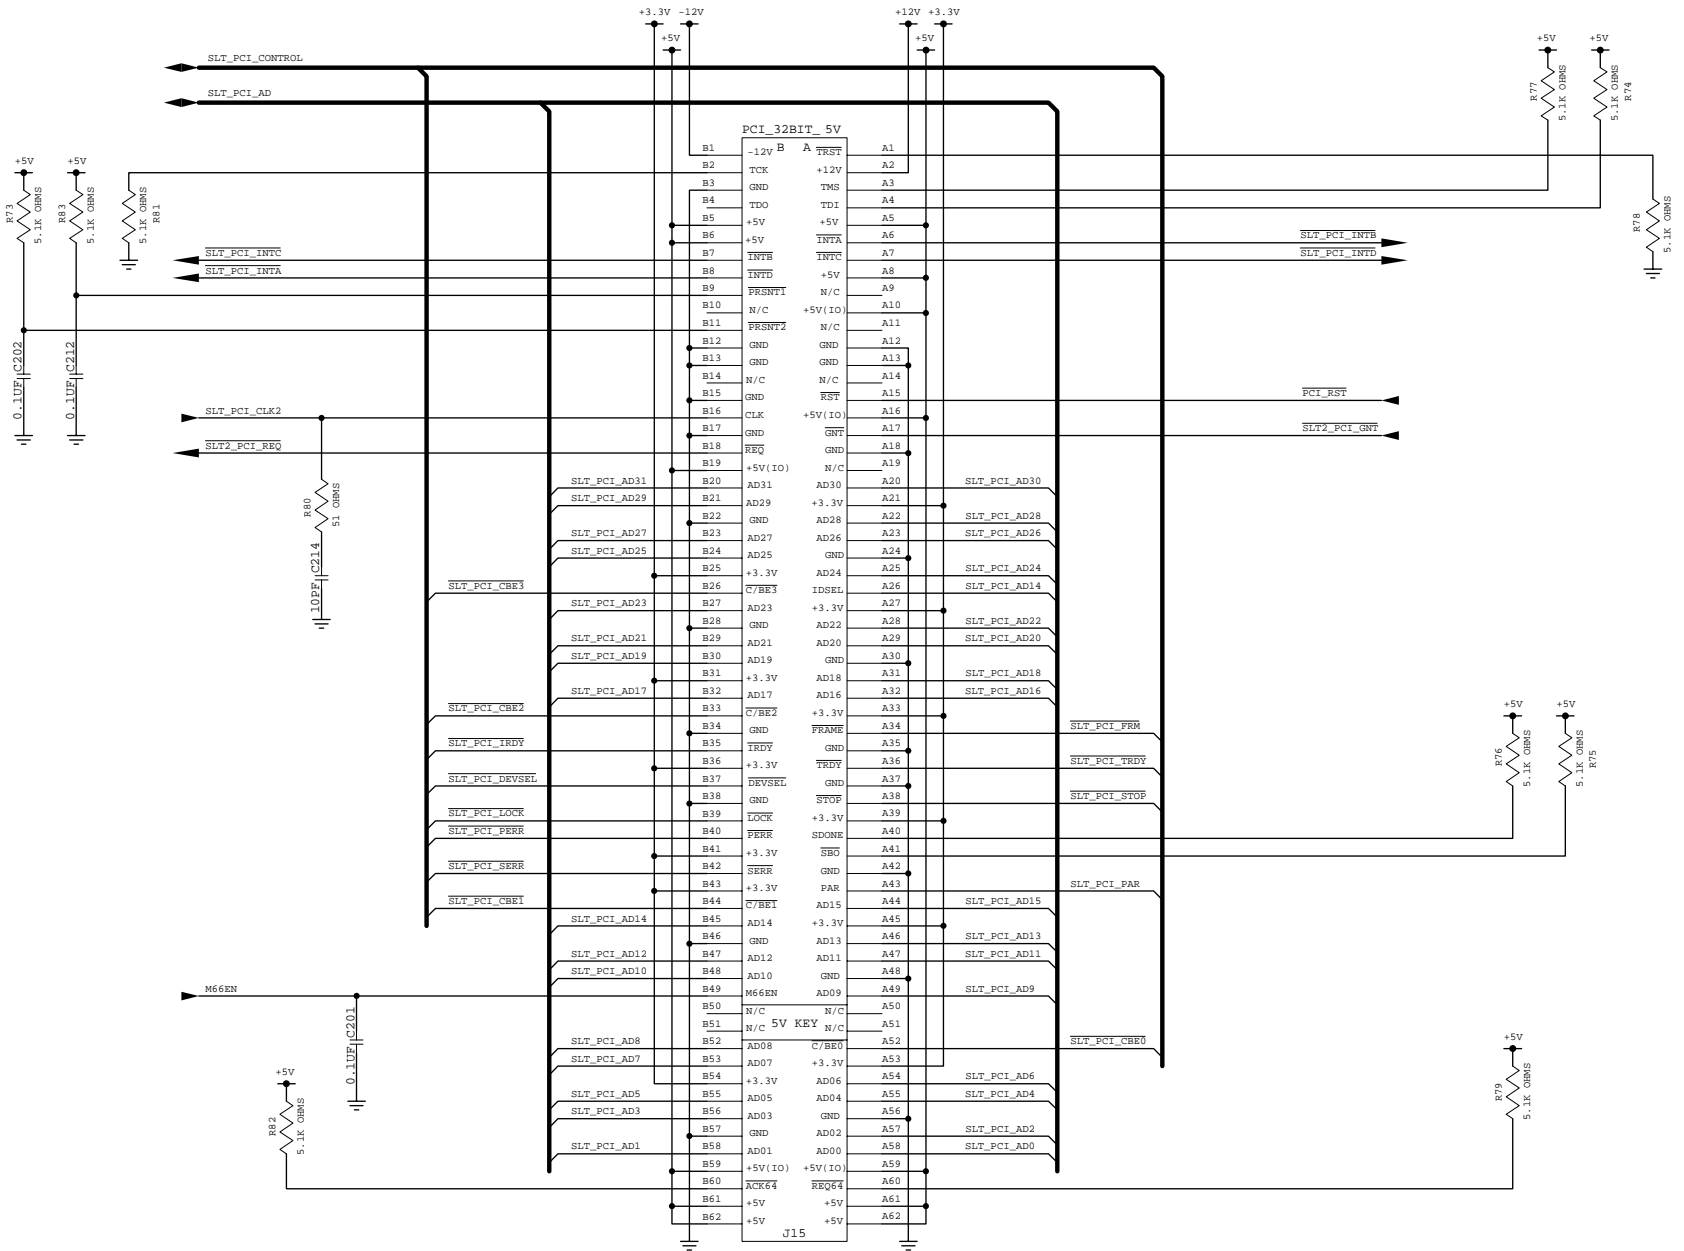 +3.3V -12V
+12V +3.3V
+5V
+5V
+5V
+5V
SLT_PCI_CONTROL
SLT_PCI_AD
R77
5.1K OHMS
5.1K OHMS
R74
PCI_32BIT_ 5V
B A
B1 -12V TRST A1
B2 TCK +12V A2
B3 GND TMS A3
B4 TDO TDI A4
B5 +5V +5V A5
B6 +5V INTA A6 SLT_PCI_INTB
SLT_PCI_INTC B7 INTB INTC A7 SLT_PCI_INTD
SLT_PCI_INTA B8 INTD +5V A8
B9 PRSNT1 N/C A9
B10 N/C +5V(IO) A10
B11 PRSNT2 N/C A11
B12 GND GND A12
B13 GND GND A13
B14 N/C N/C A14
B15 GND RST A15 PCI_RST
SLT_PCI_CLK2 B16 CLK +5V(IO) A16
B17 GND GNT A17 SLT2_PCI_GNT
SLT2_PCI_REQ B18 REQ GND A18
B19 +5V(IO) N/C A19
SLT_PCI_AD31 B20 AD31 AD30 A20 SLT_PCI_AD30
SLT_PCI_AD29 B21 AD29 +3.3V A21
B22 GND AD28 A22 SLT_PCI_AD28
SLT_PCI_AD27 B23 AD27 AD26 A23 SLT_PCI_AD26
SLT_PCI_AD25 B24 AD25 GND A24
B25 +3.3V AD24 A25 SLT_PCI_AD24
SLT_PCI_CBE3 B26 C/BE3 IDSEL A26 SLT_PCI_AD14
SLT_PCI_AD23 B27 AD23 +3.3V A27
B28 GND AD22 A28 SLT_PCI_AD22
SLT_PCI_AD21 B29 AD21 AD20 A29 SLT_PCI_AD20
SLT_PCI_AD19 B30 AD19 GND A30
B31 +3.3V AD18 A31 SLT_PCI_AD18
SLT_PCI_AD17 B32 AD17 AD16 A32 SLT_PCI_AD16
SLT_PCI_CBE2 B33 C/BE2 +3.3V A33
B34 GND FRAME A34 SLT_PCI_FRM
SLT_PCI_IRDY B35 IRDY GND A35
B36 +3.3V TRDY A36 SLT_PCI_TRDY
SLT_PCI_DEVSEL B37 DEVSEL GND A37
B38 GND STOP A38 SLT_PCI_STOP
SLT_PCI_LOCK B39 LOCK +3.3V A39
SLT_PCI_PERR B40 PERR SDONE A40
B41 +3.3V SBO A41
SLT_PCI_SERR B42 SERR GND A42
B43 +3.3V PAR A43 SLT_PCI_PAR
SLT_PCI_CBE1 B44 C/BE1 AD15 A44 SLT_PCI_AD15
SLT_PCI_AD14 B45 AD14 +3.3V A45
B46 GND AD13 A46 SLT_PCI_AD13
SLT_PCI_AD12 B47 AD12 AD11 A47 SLT_PCI_AD11
SLT_PCI_AD10 B48 AD10 GND A48
M66EN B49 M66EN AD09 A49 SLT_PCI_AD9
B50 N/C N/C A50
5V KEY
B51 N/C N/C A51
SLT_PCI_AD8 B52 AD08 C/BE0 A52 SLT_PCI_CBE0
SLT_PCI_AD7 B53 AD07 +3.3V A53
B54 +3.3V AD06 A54 SLT_PCI_AD6
SLT_PCI_AD5 B55 AD05 AD04 A55 SLT_PCI_AD4
SLT_PCI_AD3 B56 AD03 GND A56
B57 GND AD02 A57 SLT_PCI_AD2
SLT_PCI_AD1 B58 AD01 AD00 A58 SLT_PCI_AD0
B59 +5V(IO) +5V(IO) A59
B60 ACK64 REQ64 A60
B61 +5V +5V A61
B62 +5V +5V A62
J15
+5V
R73
5.1K OHMS
+5V
R83
5.1K OHMS
5.1K OHMS
R81
0.1UF C202
0.1UF C212
R80
51 OHMS
10PF C214
0.1UF C201
+5V
R82
5.1K OHMS
R78
5.1K OHMS
+5V
R76
5.1K OHMS
+5V
5.1K OHMS
R75
+5V
R79
5.1K OHMS